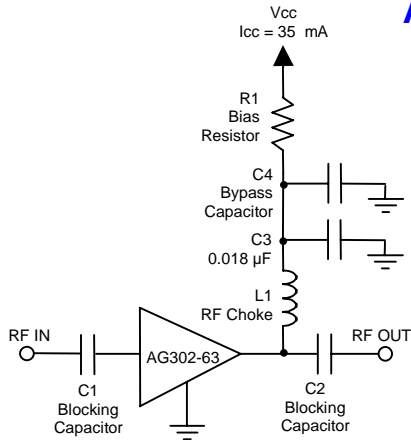 Vcc
Icc = 35 mA
R1
Bias
Resistor
C4
Bypass
Capacitor
C3
0.018 µF
L1
RF Choke
RF IN
AG302-63
RF OUT
C1
Blocking
Capacitor
C2
Blocking
Capacitor